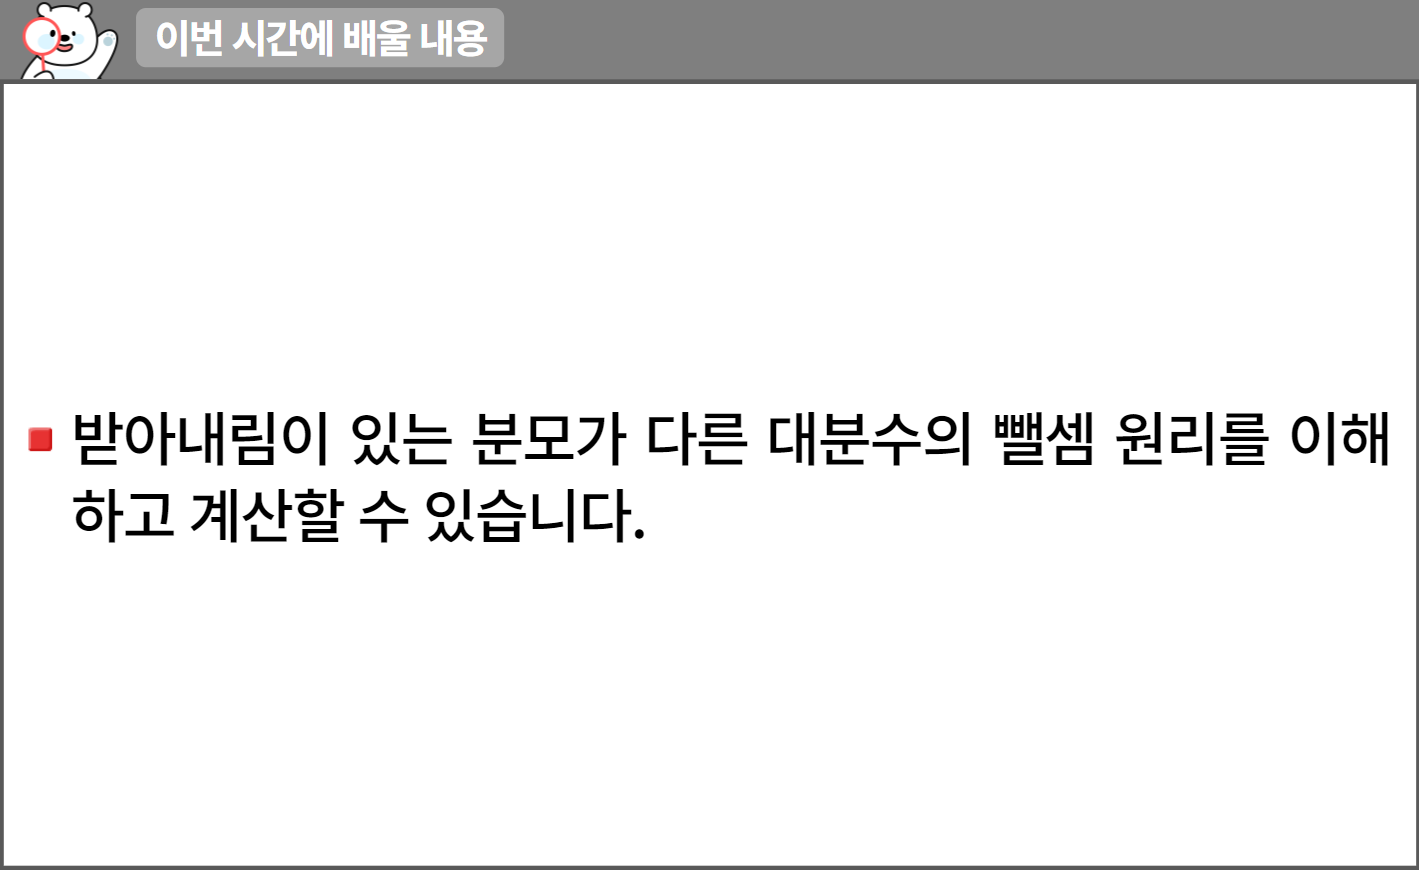 이번 시간에 배울 내용
받아내림이 있는 분모가 다른 대분수의 뺄셈 원리를 이해
하고 계산할 수 있습니다.